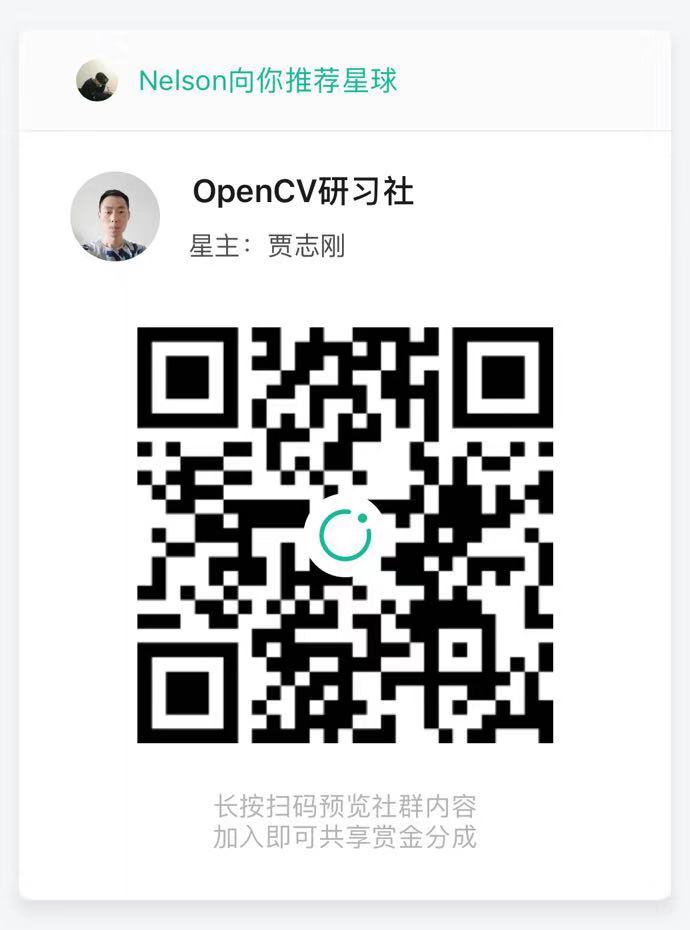 Nelson向你推荐星球
OpenCV研习社
星主：贾志刚
长按扫码预览社群内容
加入即可共享赏金分成